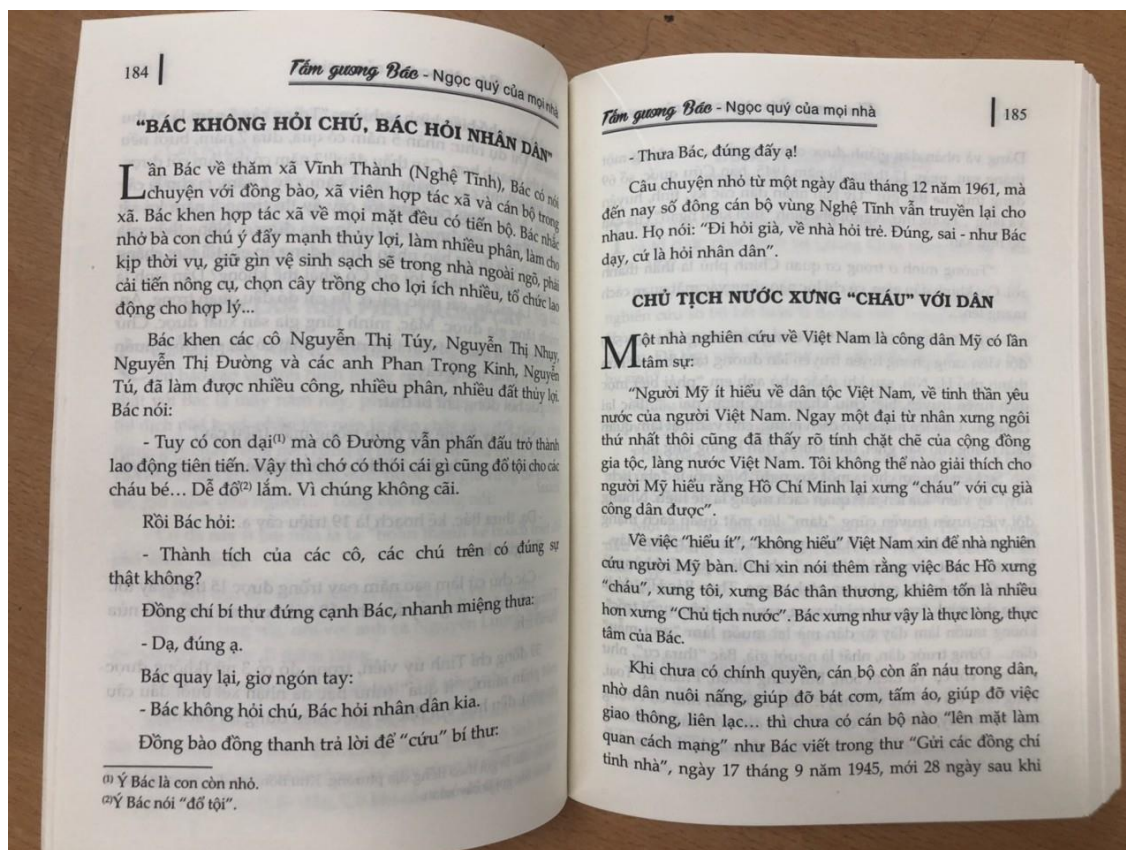 184
Tấm gương Bác - Ngọc quý của mọi nhà
“BÁC KHÔNG HỎI CHÚ, BÁC HỎI NHÂN DÂN”
Lần Bác về thăm xã Vĩnh Thành (Nghệ Tĩnh), Bác có nói
chuyện với đồng bào, xã viên hợp tác xã và cán bộ trong
xã. Bác khen hợp tác xã về mọi mặt đều có tiến bộ. Bác nhắc
nhở bà con chú ý đẩy mạnh thủy lợi, làm nhiều phân, làm cho
kịp thời vụ, giữ gìn vệ sinh sạch sẽ trong nhà ngoài ngõ, phải
cải tiến nông cụ, chọn cây trồng cho lợi ích nhiều, tổ chức lao
động cho hợp lý...
Bác khen các cô Nguyễn Thị Túy, Nguyễn Thị Nhụy,
Nguyễn Thị Đường và các anh Phan Trọng Kinh, Nguyễn
Tú, đã làm được nhiều công, nhiều phân, nhiều đất thủy lợi.
Bác nói:
- Tuy có con dại(1) mà cô Đường vẫn phấn đấu trở thành
lao động tiên tiến. Vậy thì chớ có thói cái gì cũng đổ tội cho các
cháu bé… Dễ đổ(2) lắm. Vì chúng không cãi.
Rồi Bác hỏi:
- Thành tích của các cô, các chú trên có đúng sự
thật không?
Đồng chí bí thư đứng cạnh Bác, nhanh miệng thưa:
- Dạ, đúng ạ.
Bác quay lại, giơ ngón tay:
- Bác không hỏi chú, Bác hỏi nhân dân kia.
Đồng bào đồng thanh trả lời để “cứu” bí thư:
(1) Ý Bác là con còn nhỏ.
(2)Ý Bác nói “đổ tội”.
Tấm gương Bác - Ngọc quý của mọi nhà
185
- Thưa Bác, đúng đấy ạ!
Câu chuyện nhỏ từ một ngày đầu tháng 12 năm 1961, mà
đến nay số đông cán bộ vùng Nghệ Tĩnh vẫn truyền lại cho
nhau. Họ nói: “Đi hỏi già, về nhà hỏi trẻ. Đúng, sai - như Bác
dạy, cứ là hỏi nhân dân”.
CHỦ TỊCH NƯỚC XƯNG “CHÁU” VỚI DÂN
Một nhà nghiên cứu về Việt Nam là công dân Mỹ có lần
tâm sự:
“Người Mỹ ít hiểu về dân tộc Việt Nam, về tinh thần yêu
nước của người Việt Nam. Ngay một đại từ nhân xưng ngôi
thứ nhất thôi cũng đã thấy rõ tính chặt chẽ của cộng đồng
gia tộc, làng nước Việt Nam. Tôi không thể nào giải thích cho
người Mỹ hiểu rằng Hồ Chí Minh lại xưng “cháu” với cụ già
công dân được”.
Về việc “hiểu ít”, “không hiểu” Việt Nam xin để nhà nghiên
cứu người Mỹ bàn. Chỉ xin nói thêm rằng việc Bác Hồ xưng
“cháu”, xưng tôi, xưng Bác thân thương, khiêm tốn là nhiều
hơn xưng “Chủ tịch nước”. Bác xưng như vậy là thực lòng, thực
tâm của Bác.
Khi chưa có chính quyền, cán bộ còn ẩn náu trong dân,
nhờ dân nuôi nấng, giúp đỡ bát cơm, tấm áo, giúp đỡ việc
giao thông, liên lạc… thì chưa có cán bộ nào “lên mặt làm
quan cách mạng” như Bác viết trong thư “Gửi các đồng chí
tỉnh nhà”, ngày 17 tháng 9 năm 1945, mới 28 ngày sau khi